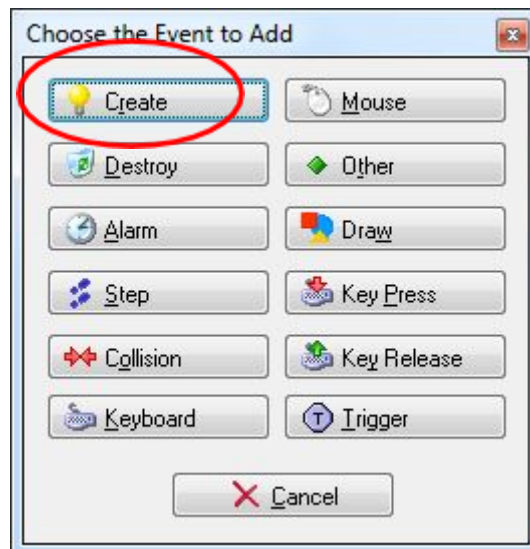 Choose the Event to Add
Create Mouse
Destroy Other
Alarm Draw
Step Key Press
Collision Key Release
Keyboard T Trigger
Cancel